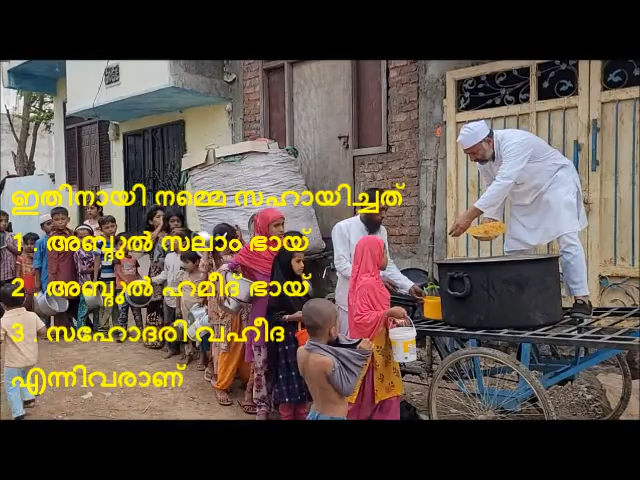 ഇതിനായി നമ്മെ സഹായിച്ചത്
1 . അബ്ദുൽ സലാം ഭായ്
2 . അബ്ദുൽ ഹമീദ് ഭായ്
3 . സഹോദരി വഹീദ
എന്നിവരാണ്